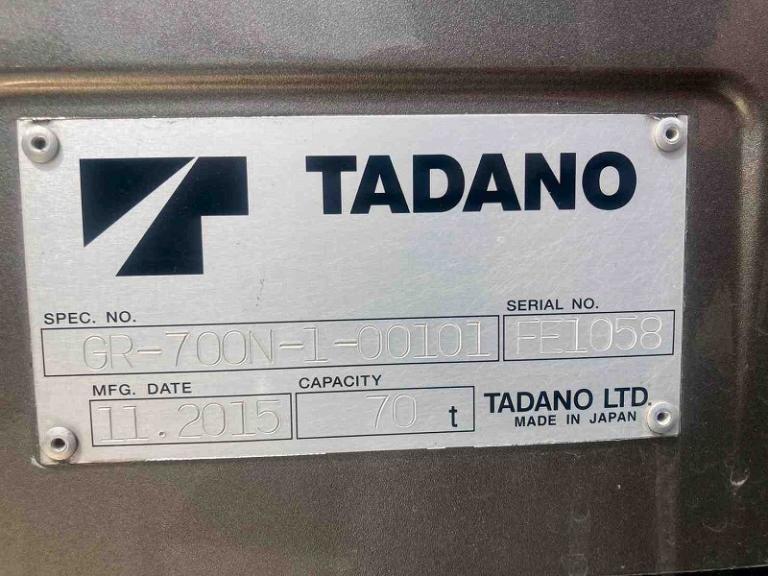 TADANO
SPEC. NO.
GR-700N-1-00101
SERIAL NO.
FE1058
MFG. DATE
11.2015
CAPACITY
70 t
TADANO LTD.
MADE IN JAPAN